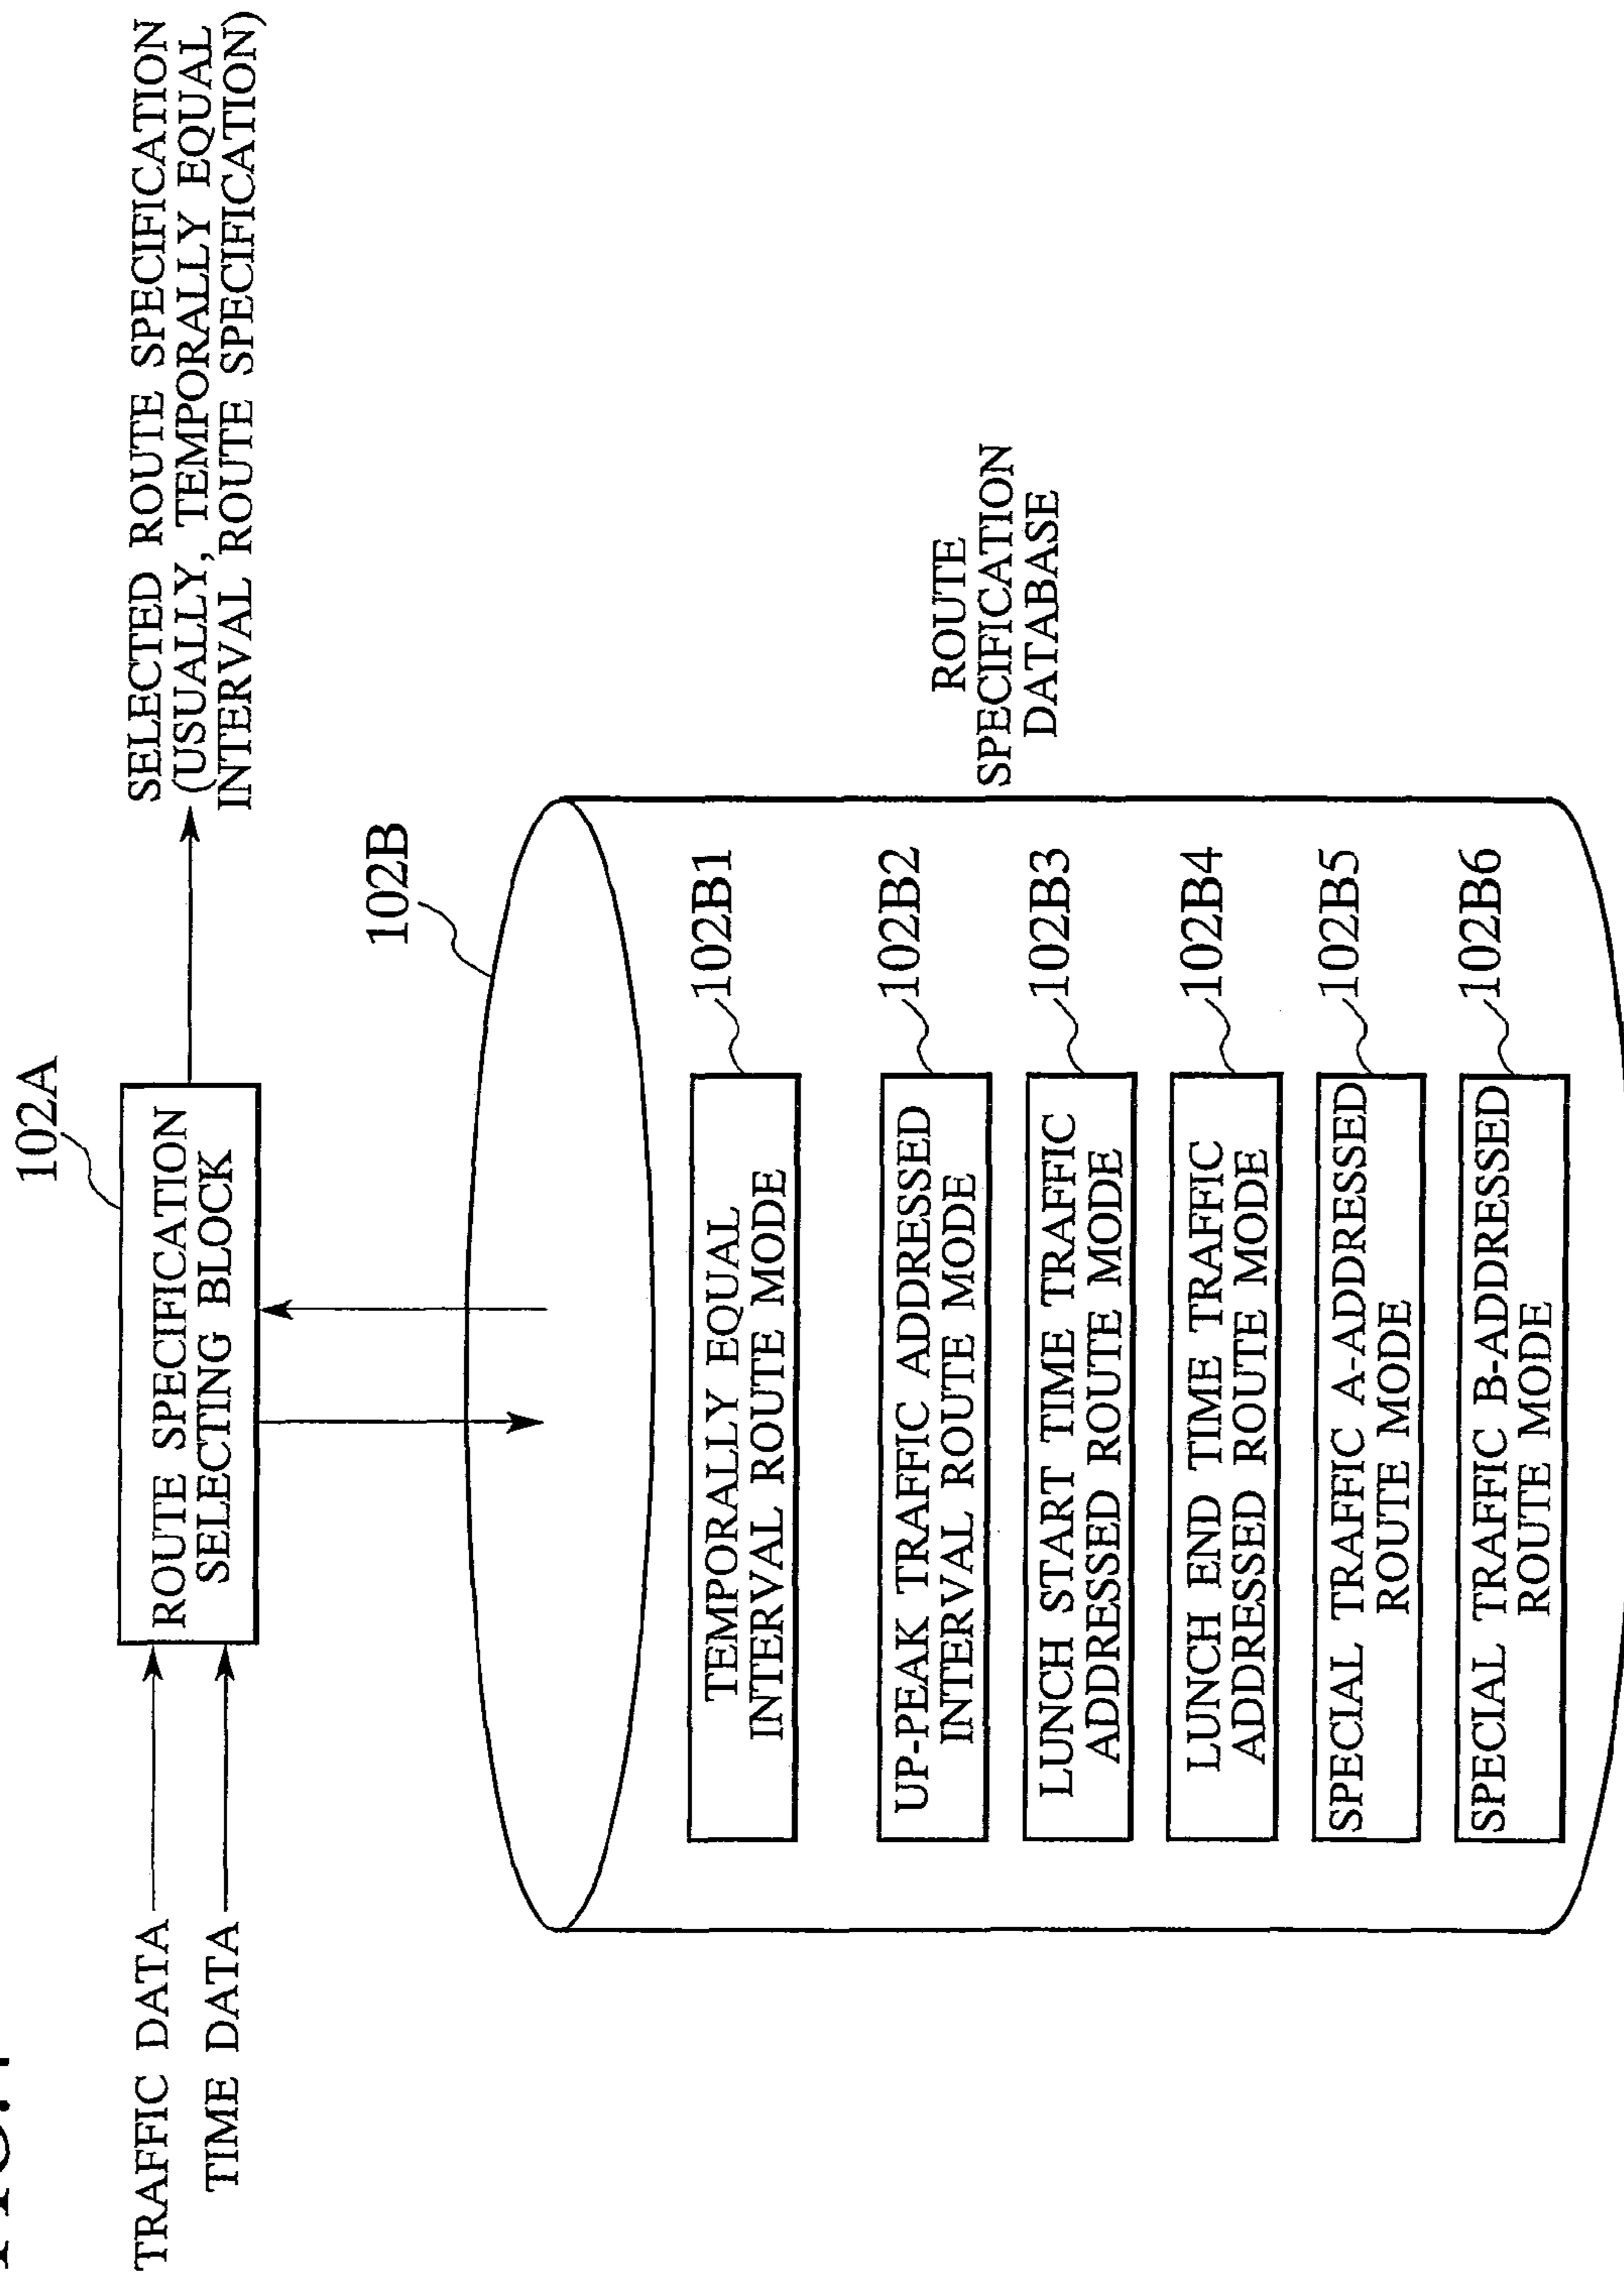 102A
TRAFFIC DATA
TIME DATA
ROUTE SPECIFICATION
SELECTING BLOCK
SELECTED ROUTE SPECIFICATION
(USUALLY, TEMPORALLY EQUAL
INTERVAL ROUTE SPECIFICATION)
102B
TEMPORALLY EQUAL
INTERVAL ROUTE MODE
102B1
UP-PEAK TRAFFIC ADDRESSED
INTERVAL ROUTE MODE
102B2
LUNCH START TIME TRAFFIC
ADDRESSED ROUTE MODE
102B3
LUNCH END TIME TRAFFIC
ADDRESSED ROUTE MODE
102B4
SPECIAL TRAFFIC A-ADDRESSED
ROUTE MODE
102B5
SPECIAL TRAFFIC B-ADDRESSED
ROUTE MODE
102B6
ROUTE
SPECIFICATION
DATABASE